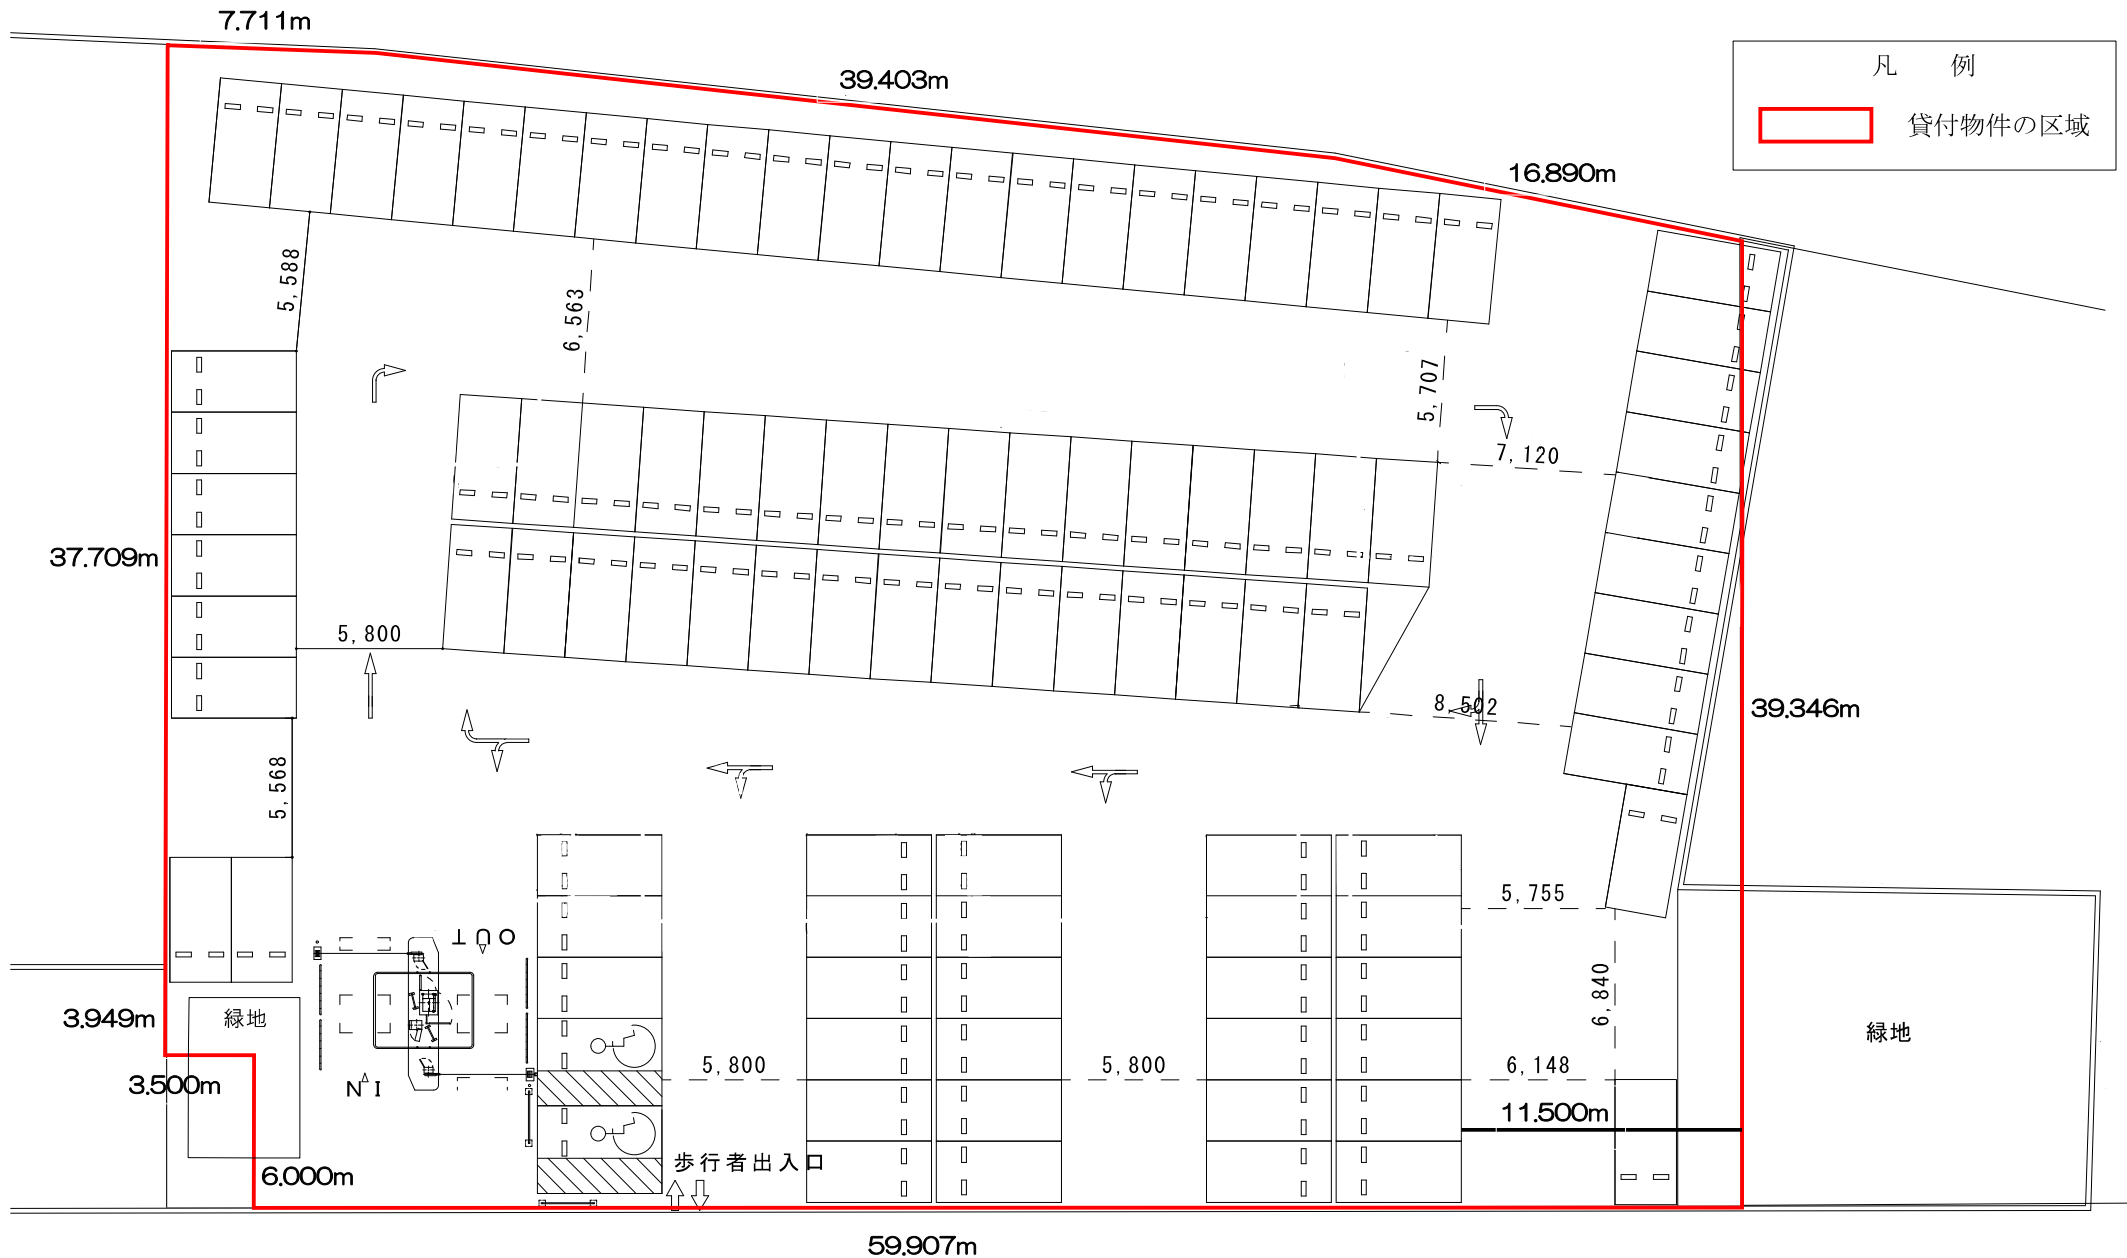 7.711m
39.403m
凡 例
貸付物件の区域
16.890m
5,588
6,563
5,707
7,120
37.709m
5,800
8,502
39.346m
5,568
OUT
5,755
6,840
緑地
3.949m
緑地
3.500m
IN
5,800
5,800
6,148
11.500m
歩行者出入口
6.000m
59.907m